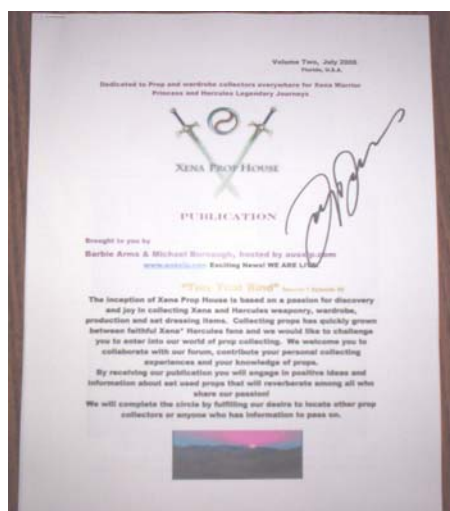 Volume Two, July 2008
Florida, U.S.A.
Dedicated to Prop and wardrobe collectors everywhere for Xena Warrior
Princess and Hercules Legendary Journeys
XENA PROP HOUSE
PUBLICATION
Brought to you by
Barbie Arms & Michael Borough, hosted by ausxip.com
www.ausxip.com Exciting News! WE ARE LIVE
"Ties That Bind"
The inception of Xena Prop House is based on a passion for discovery
and joy in collecting Xena and Hercules weaponry, wardrobe,
production and set dressing items. Collecting props has quickly grown
between faithful Xena* Hercules fans and we would like to challenge
you to enter into our world of prop collecting. We welcome you to
collaborate with our forum, contribute your personal collecting
experiences and your knowledge of props.
By receiving our publication you will engage in positive ideas and
information about set used props that will reverberate among all who
share our passion!
We will complete the circle by fulfilling our desire to locate other prop
collectors or anyone who has information to pass on.